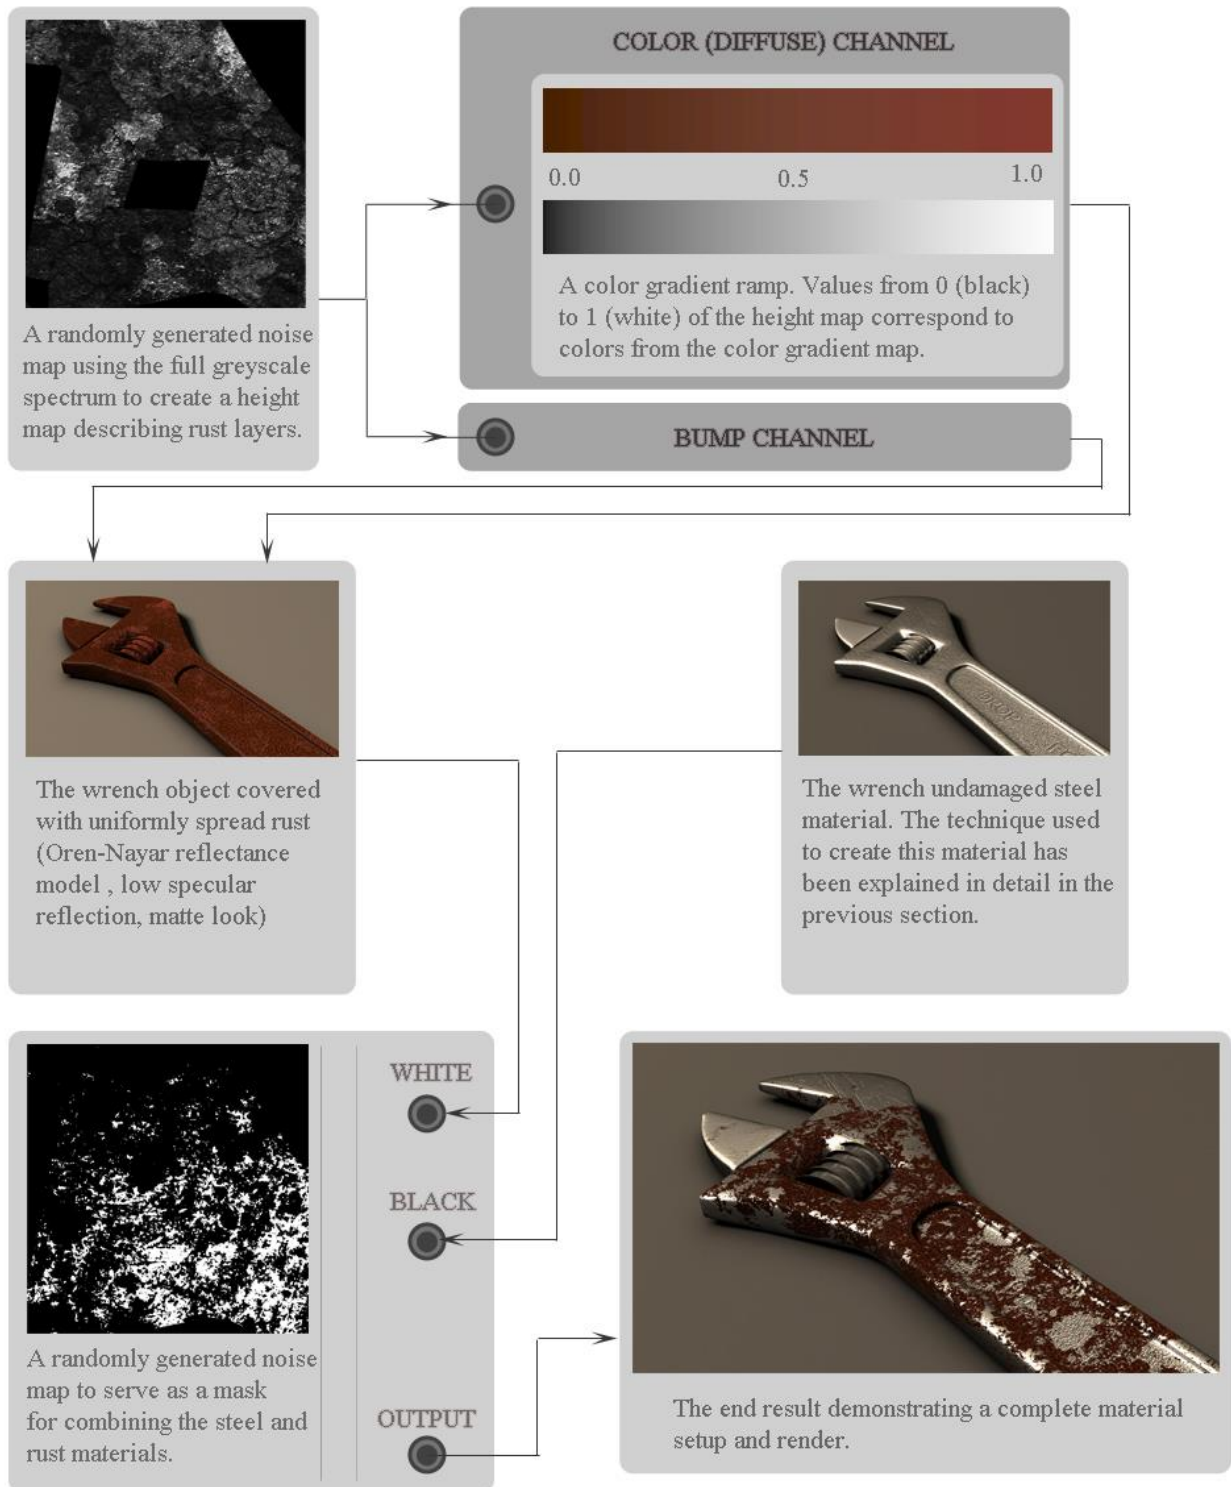 COLOR (DIFFUSE) CHANNEL
0.0
0.5
1.0
A color gradient ramp. Values from 0 (black)
to 1 (white) of the height map correspond to
colors from the color gradient map.
A randomly generated noise
map using the full greyscale
spectrum to create a height
map describing rust layers.
BUMP CHANNEL
The wrench object covered
with uniformly spread rust
(Oren-Nayar reflectance
model , low specular
reflection, matte look)
DROP
The wrench undamaged steel
material. The technique used
to create this material has
been explained in detail in the
previous section.
WHITE
BLACK
A randomly generated noise
map to serve as a mask
for combining the steel and
rust materials.
OUTPUT
The end result demonstrating a complete material
setup and render.